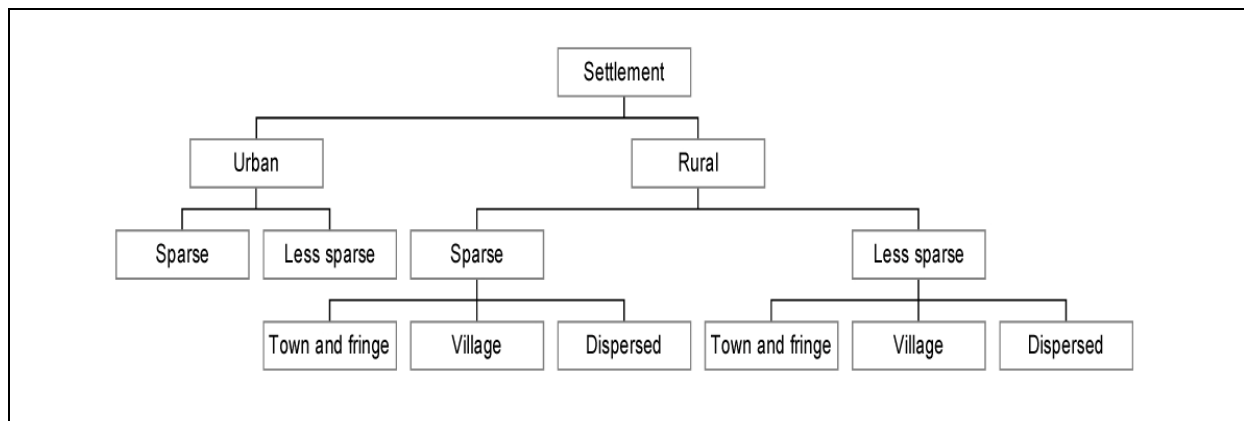 Settlement
Urban
Rural
Sparse
Less sparse
Sparse
Less sparse
Town and fringe
Village
Dispersed
Town and fringe
Village
Dispersed